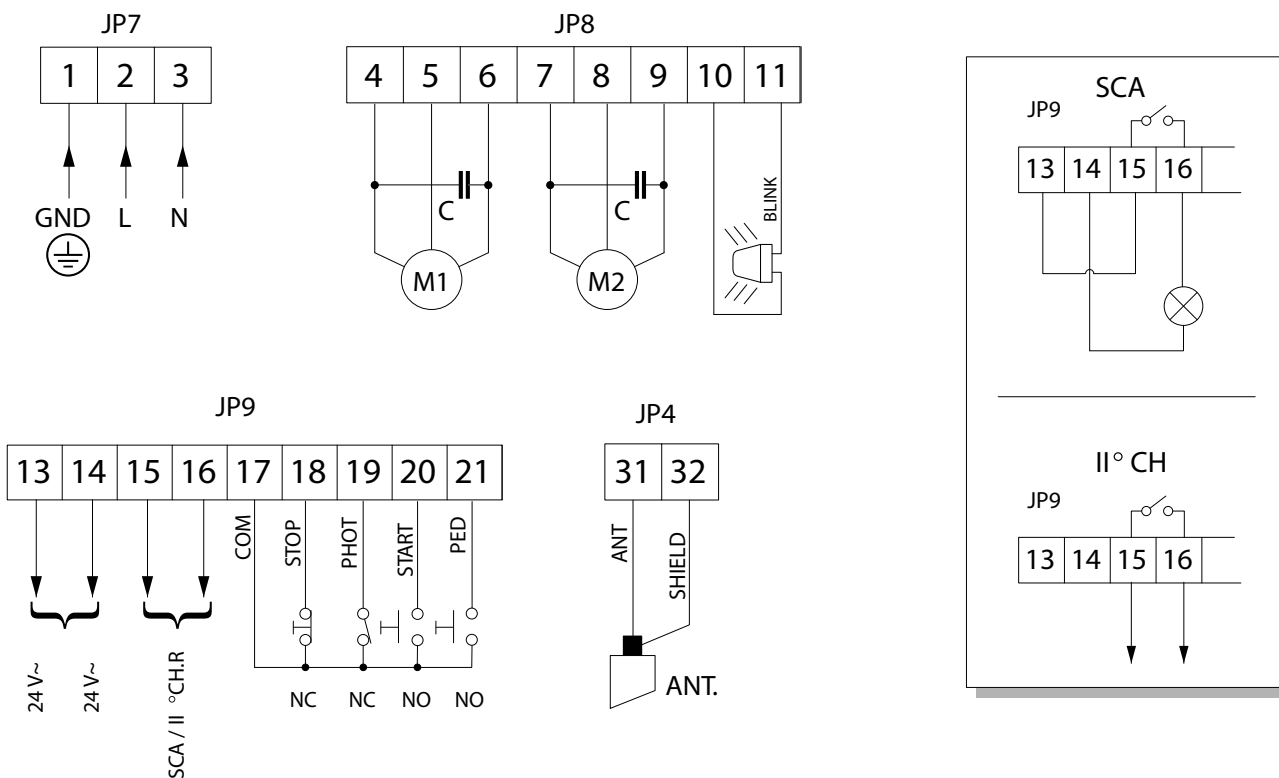 JP7
1 2 3
GND L N
JP8
4 5 6 7 8 9 10 11
C C
BLINK
M1 M2
SCA
JP9
13 14 15 16
II° CH
JP9
13 14 15 16
JP9
13 14 15 16 17 18 19 20 21
COM STOP PHOT START PED
24 V~ 24 V~ SCA / II °CH.R
NC NC NO NO
JP4
31 32
ANT SHIELD
ANT.